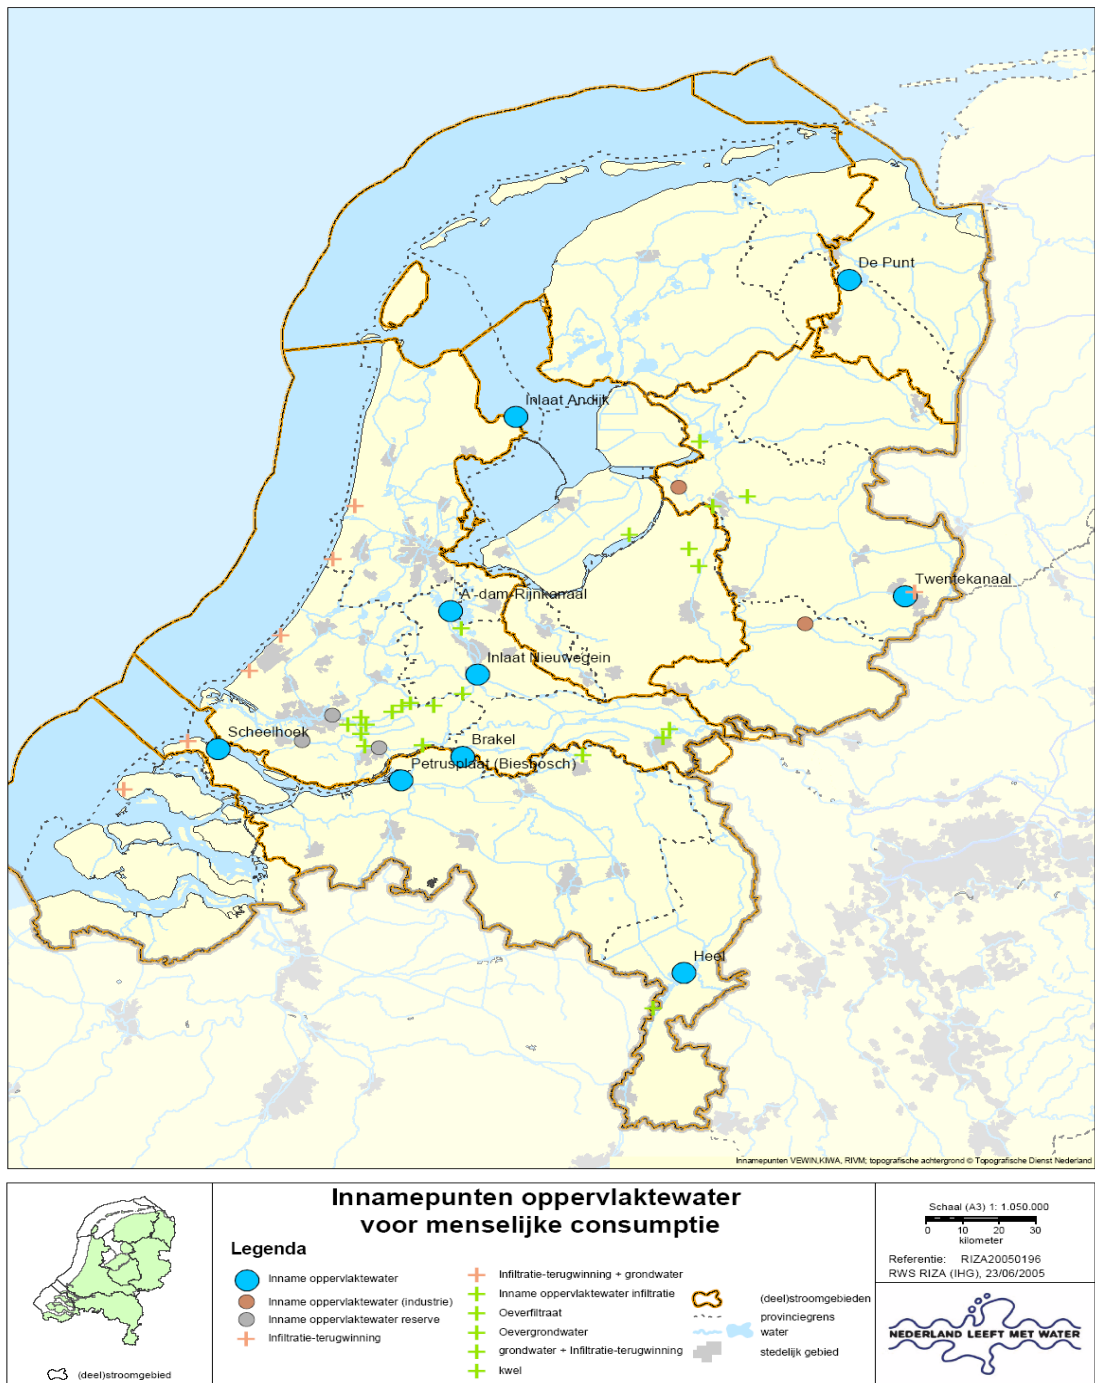 De Punt
Inlaat Andijk
Twentekanaal
A'-dam-Rijnkanaal
Inlaat Nieuwegein
Scheelhoek
Brakel
Petrusplaat (Biesbosch)
Heel
Innamepunten VEWIN,KIWA, RIVM; topografische achtergrond © Topografische Dienst Nederland
(deel)stroomgebied
Innamepunten oppervlaktewater
voor menselijke consumptie
Legenda
Inname oppervlaktewater
Inname oppervlaktewater (industrie)
Inname oppervlaktewater reserve
Infiltratie-terugwinning
Infiltratie-terugwinning + grondwater
Inname oppervlaktewater infiltratie
Oeverfiltraat
Oevergrondwater
grondwater + Infiltratie-terugwinning
kwel
(deel)stroomgebieden
provinciegrens
water
stedelijk gebied
Schaal (A3) 1: 1.050.000
0 10 20 30
kilometer
Referentie: RIZA20050196
RWS RIZA (IHG), 23/06/2005
NEDERLAND LEEFT MET WATER